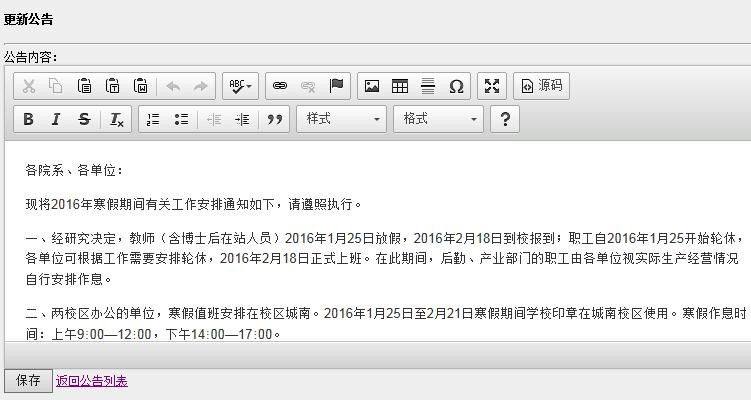 更新公告
公告内容：
ABC
Ω
源码
B I S Tx
样式
格式
?
各院系、各单位：
现将2016年寒假期间有关工作安排通知如下，请遵照执行。
一、经研究决定，教师（含博士后在站人员）2016年1月25日放假，2016年2月18日到校报到；职工自2016年1月25开始轮休，
各单位可根据工作需要安排轮休，2016年2月18日正式上班。在此期间，后勤、产业部门的职工由各单位视实际生产经营情况
自行安排作息。
二、两校区办公的单位，寒假值班安排在校区城南。2016年1月25日至2月21日寒假期间学校印章在城南校区使用。寒假作息时
间：上午9:00—12:00，下午14:00—17:00。
保存 返回公告列表